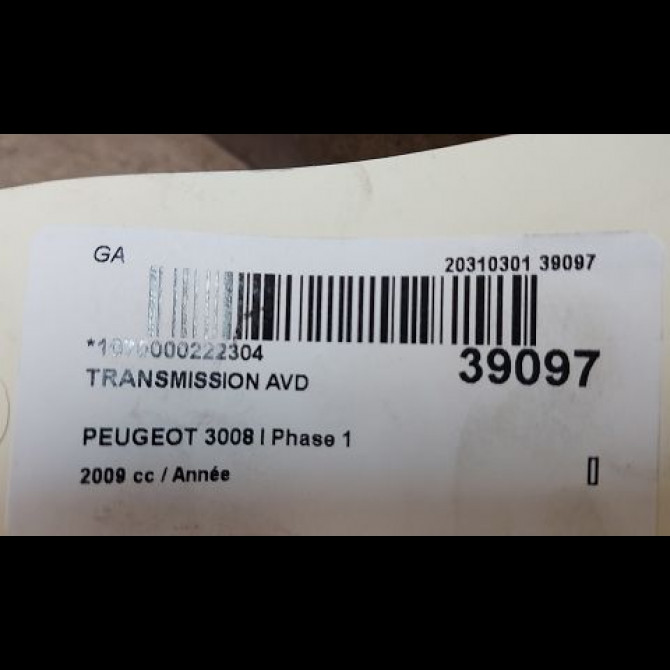 GA
20310301 39097
39097
TRANSMISSION AVD
PEUGEOT 3008 I Phase 1
2009 cc / Année